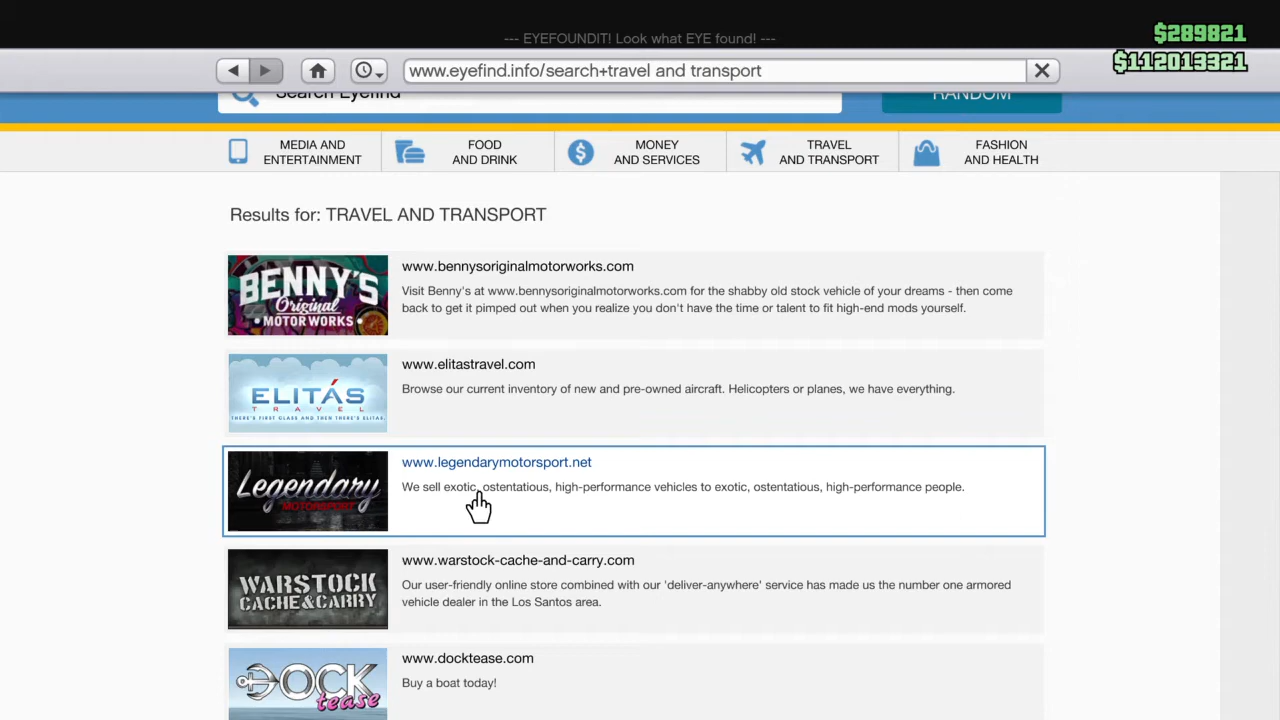 --- EYEFOUNDIT! Look what EYE found! ---
$289821
$112013321
www.eyefind.info/search+travel and transport
Search Eyefind
RANDOM
MEDIA AND
ENTERTAINMENT
FOOD
AND DRINK
MONEY
AND SERVICES
TRAVEL
AND TRANSPORT
FASHION
AND HEALTH
Results for: TRAVEL AND TRANSPORT
BENNY'S
Original
MOTOR WORKS
www.bennysoriginalmotorworks.com
Visit Benny's at www.bennysoriginalmotorworks.com for the shabby old stock vehicle of your dreams - then come
back to get it pimped out when you realize you don't have the time or talent to fit high-end mods yourself.
ELITÁS
TRAVEL
THERE'S FIRST CLASS AND THEN THERE'S ELITAS.
www.elitastravel.com
Browse our current inventory of new and pre-owned aircraft. Helicopters or planes, we have everything.
Legendary
MOTORSPORT
www.legendarymotorsport.net
We sell exotic, ostentatious, high-performance vehicles to exotic, ostentatious, high-performance people.
WARSTOCK
CACHE&CARRY
www.warstock-cache-and-carry.com
Our user-friendly online store combined with our 'deliver-anywhere' service has made us the number one armored
vehicle dealer in the Los Santos area.
DOCK
tease
www.docktease.com
Buy a boat today!